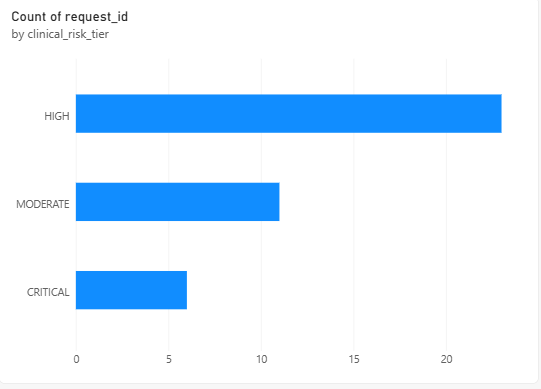 Count of request_id
by clinical_risk_tier
HIGH
MODERATE
CRITICAL
0 5 10 15 20